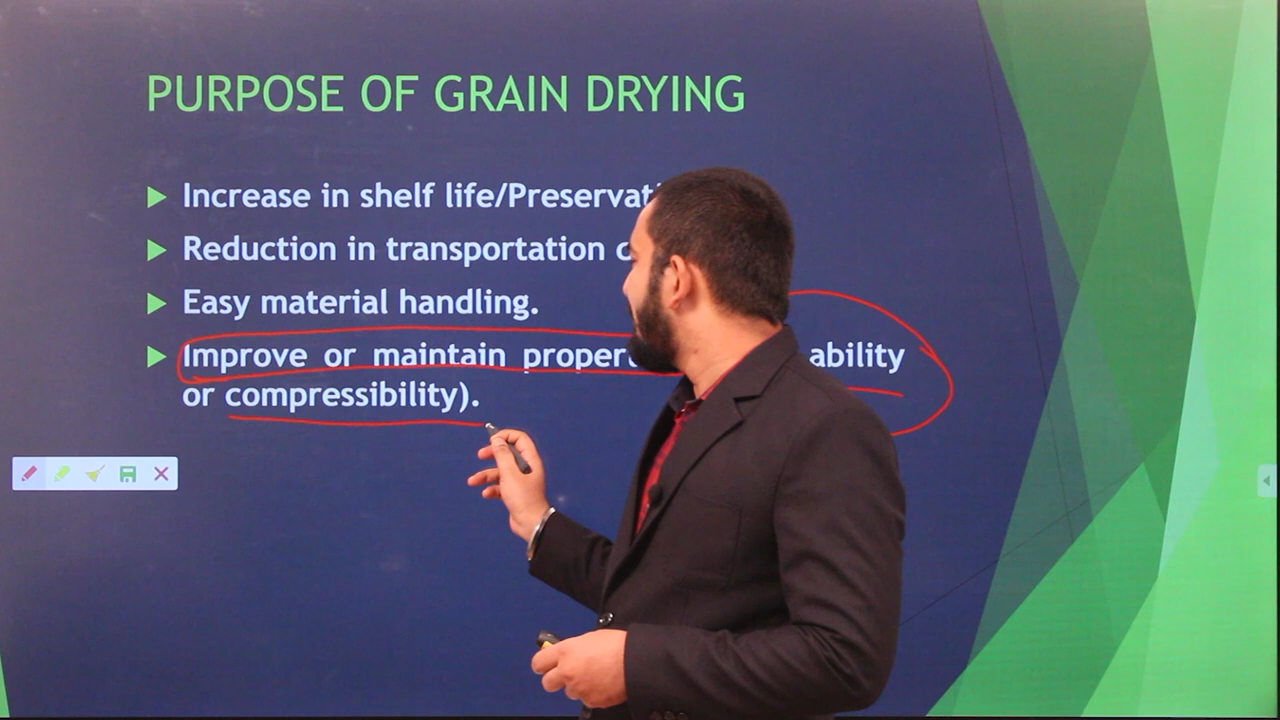 PURPOSE OF GRAIN DRYING
Increase in shelf life/
Reduction in transportation
Easy material handling.
Improve or maintain
or compressibility).